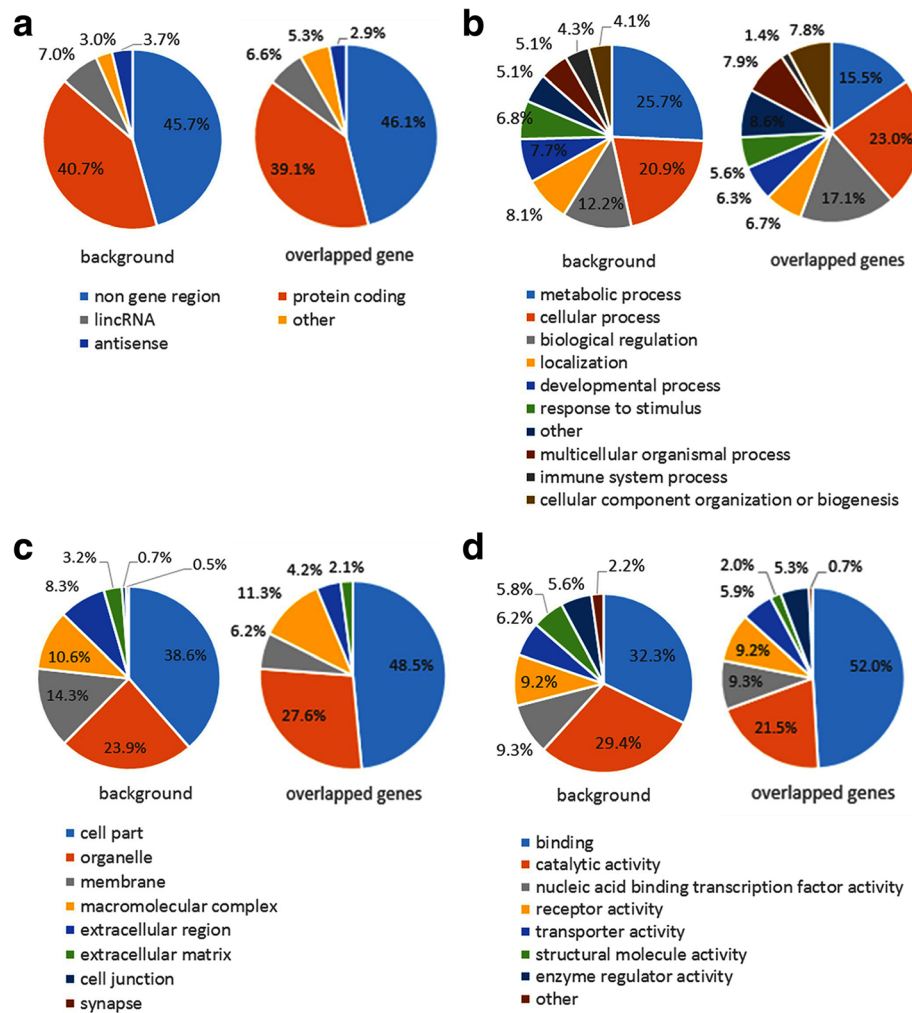 a
3.0%
3.7%
7.0%
45.7%
40.7%
background
5.3%
2.9%
6.6%
46.1%
39.1%
overlapped gene
non gene region
protein coding
lincRNA
other
antisense
b
4.3%
4.1%
5.1%
5.1%
25.7%
6.8%
7.7%
20.9%
12.2%
8.1%
background
1.4%
7.8%
7.9%
15.5%
8.6%
23.0%
5.6%
6.3%
17.1%
6.7%
overlapped genes
metabolic process
cellular process
biological regulation
localization
developmental process
response to stimulus
other
multicellular organismal process
immune system process
cellular component organization or biogenesis
c
3.2%
0.7%
0.5%
8.3%
38.6%
10.6%
14.3%
23.9%
background
4.2%
2.1%
11.3%
6.2%
48.5%
27.6%
overlapped genes
cell part
organelle
membrane
macromolecular complex
extracellular region
extracellular matrix
cell junction
synapse
d
5.8%
5.6%
2.2%
6.2%
32.3%
9.2%
29.4%
9.3%
background
2.0%
5.3%
0.7%
5.9%
9.2%
52.0%
9.3%
21.5%
overlapped genes
binding
catalytic activity
nucleic acid binding transcription factor activity
receptor activity
transporter activity
structural molecule activity
enzyme regulator activity
other